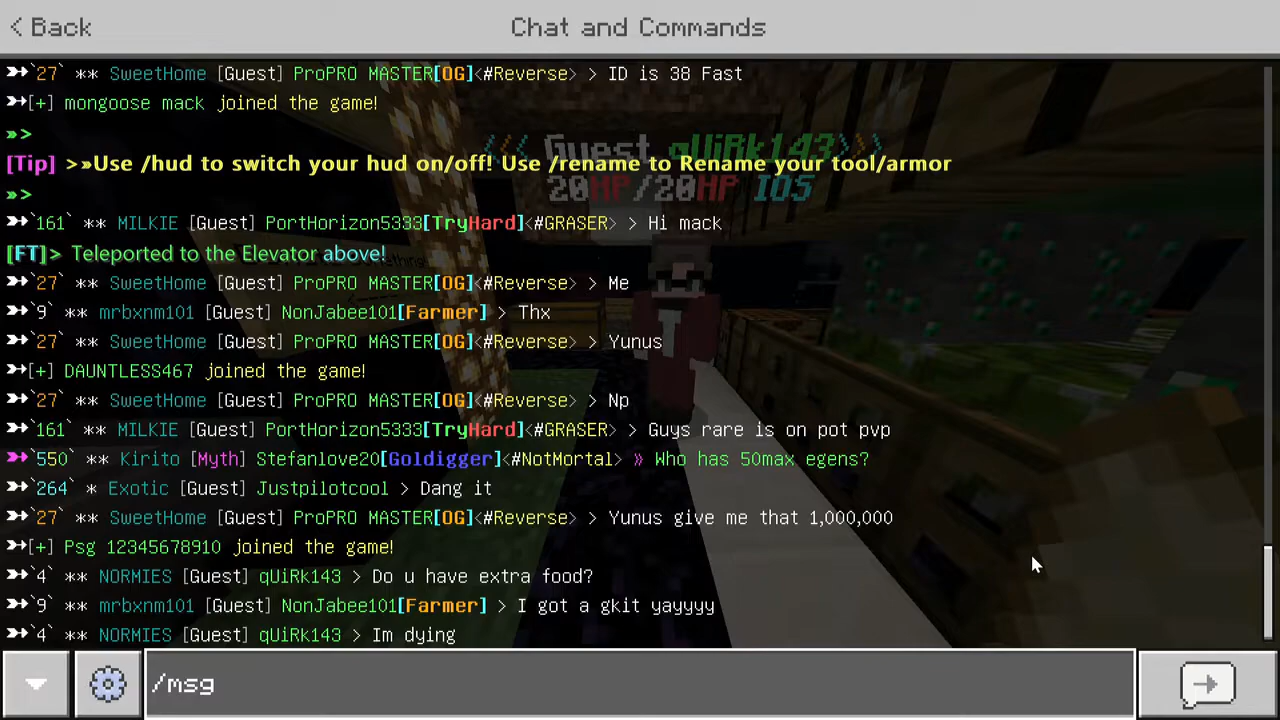 < Back
Chat and Commands
➳`27` ** SweetHome [Guest] ProPRO MASTER[OG]<#Reverse> > ID is 38 Fast
➳[+] mongoose mack joined the game!
»>
[Tip] >»Use /hud to switch your hud on/off! Use /rename to Rename your tool/armor
»>
Guest qUiRk143
20HP/20HP IOS
➳`161` ** MILKIE [Guest] PortHorizon5333[TryHard]<#GRASER> > Hi mack
[FT]> Teleported to the Elevator above!
➳`27` ** SweetHome [Guest] ProPRO MASTER[OG]<#Reverse> > Me
➳`9` ** mrbxnm101 [Guest] NonJabee101[Farmer] > Thx
➳`27` ** SweetHome [Guest] ProPRO MASTER[OG]<#Reverse> > Yunus
➳[+] DAUNTLESS467 joined the game!
➳`27` ** SweetHome [Guest] ProPRO MASTER[OG]<#Reverse> > Np
➳`161` ** MILKIE [Guest] PortHorizon5333[TryHard]<#GRASER> > Guys rare is on pot pvp
➳`550` ** Kirito [Myth] Stefanlove20[Goldigger]<#NotMortal> » Who has 50max egens?
➳`264` * Exotic [Guest] Justpilotcool > Dang it
➳`27` ** SweetHome [Guest] ProPRO MASTER[OG]<#Reverse> > Yunus give me that 1,000,000
➳[+] Psg 12345678910 joined the game!
➳`4` ** NORMIES [Guest] qUiRk143 > Do u have extra food?
➳`9` ** mrbxnm101 [Guest] NonJabee101[Farmer] > I got a gkit yayyyy
➳`4` ** NORMIES [Guest] qUiRk143 > Im dying
/msg